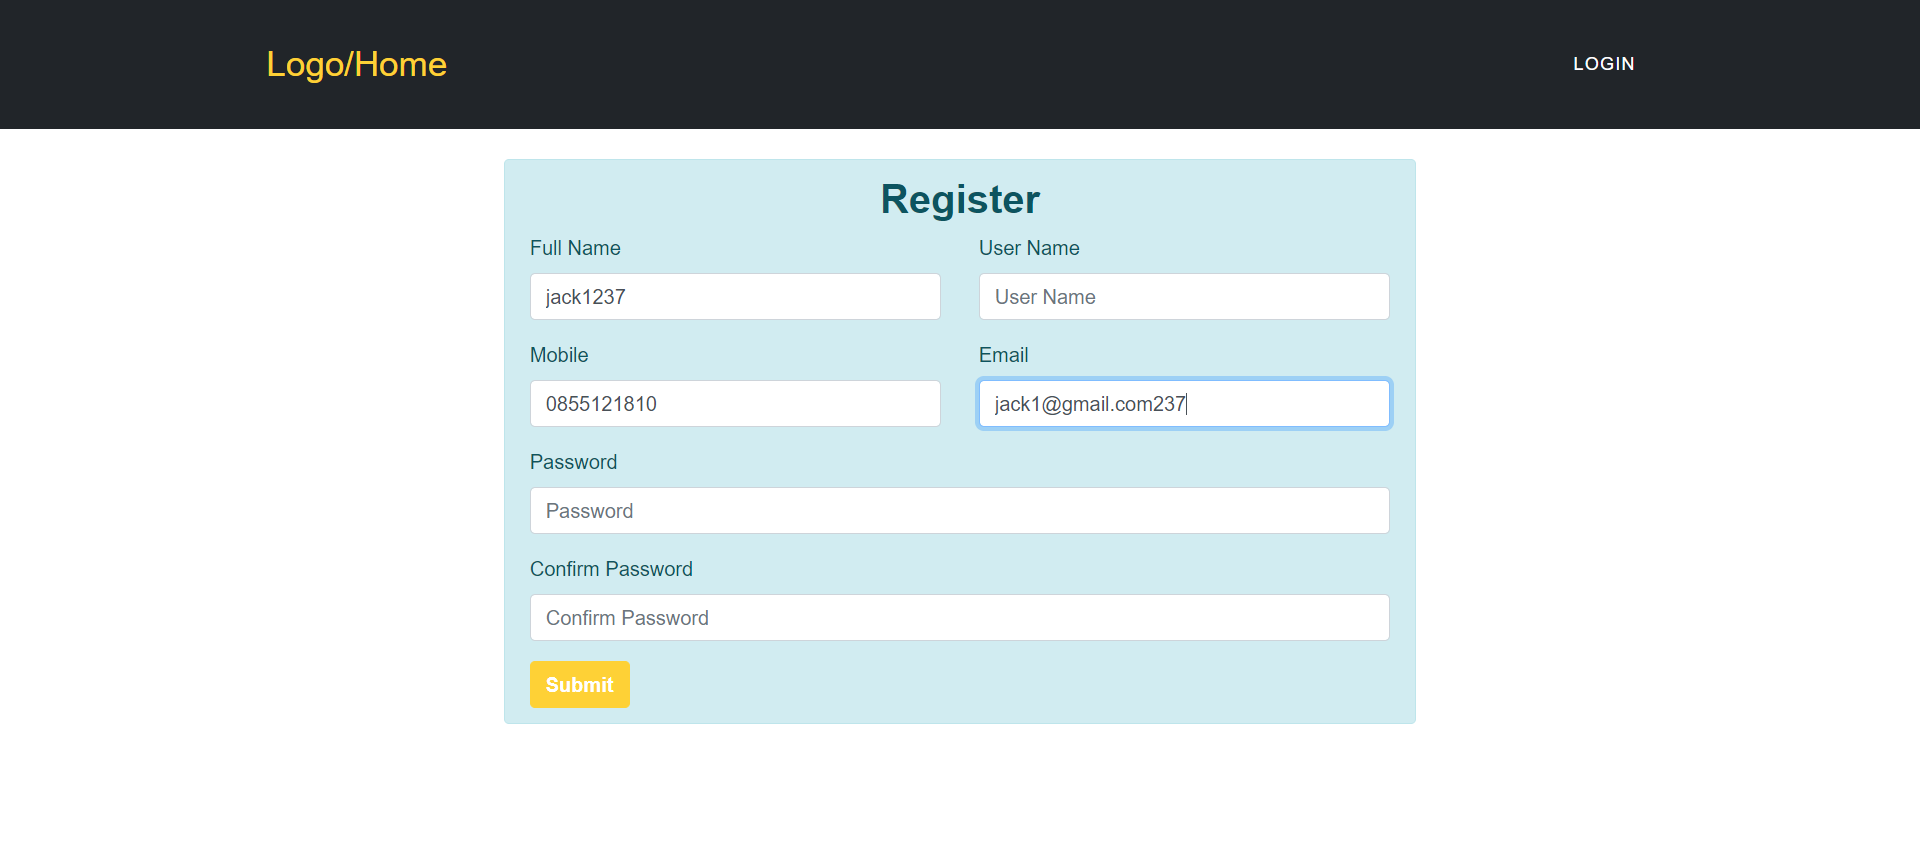 Logo/Home
LOGIN
Register
Full Name
User Name
jack1237
User Name
Mobile
Email
0855121810
jack1@gmail.com237
Password
Password
Confirm Password
Confirm Password
Submit